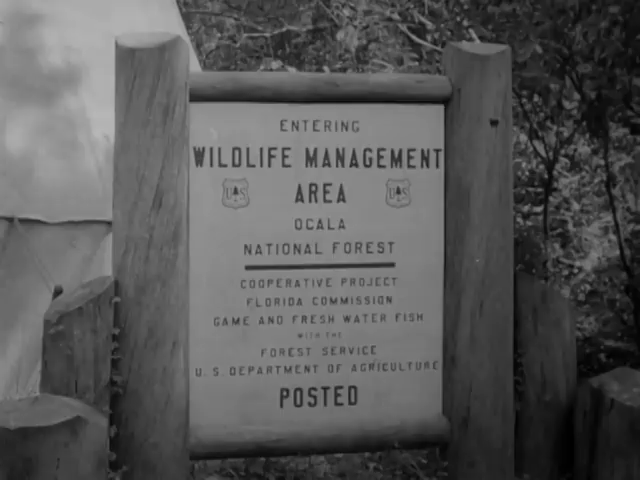 ENTERING
WILDLIFE MANAGEMENT
AREA
U S
U S
OCALA
NATIONAL FOREST
COOPERATIVE PROJECT
FLORIDA COMMISSION
GAME AND FRESH WATER FISH
WITH THE
FOREST SERVICE
U. S. DEPARTMENT OF AGRICULTURE
POSTED